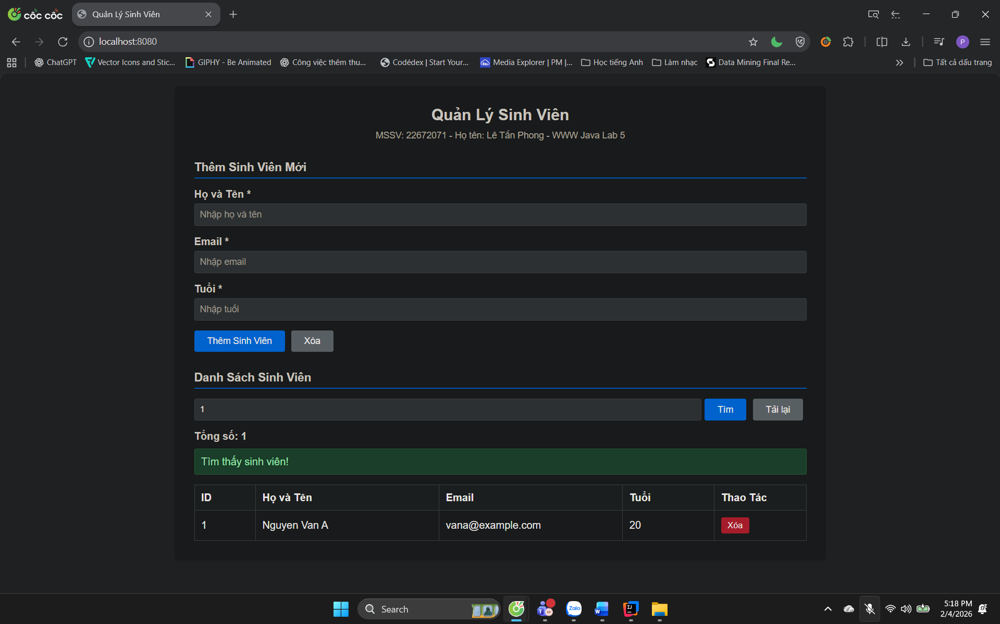 cốc cốc
Quản Lý Sinh Viên
localhost:8080
P
ChatGPT
Vector Icons and Stic...
GIPHY - Be Animated
Công việc thêm thu...
Codédex | Start Your...
Media Explorer | PM |...
Học tiếng Anh
Làm nhạc
Data Mining Final Re...
Tất cả dấu trang
Quản Lý Sinh Viên
MSSV: 22672071 - Họ tên: Lê Tấn Phong - WWW Java Lab 5
Thêm Sinh Viên Mới
Họ và Tên *
Nhập họ và tên
Email *
Nhập email
Tuổi *
Nhập tuổi
Thêm Sinh Viên Xóa
Danh Sách Sinh Viên
1 Tìm Tải lại
Tổng số: 1
Tìm thấy sinh viên!
ID Họ và Tên Email Tuổi Thao Tác
1 Nguyen Van A vana@example.com 20 Xóa
Search
Zalo
5:18 PM
2/4/2026